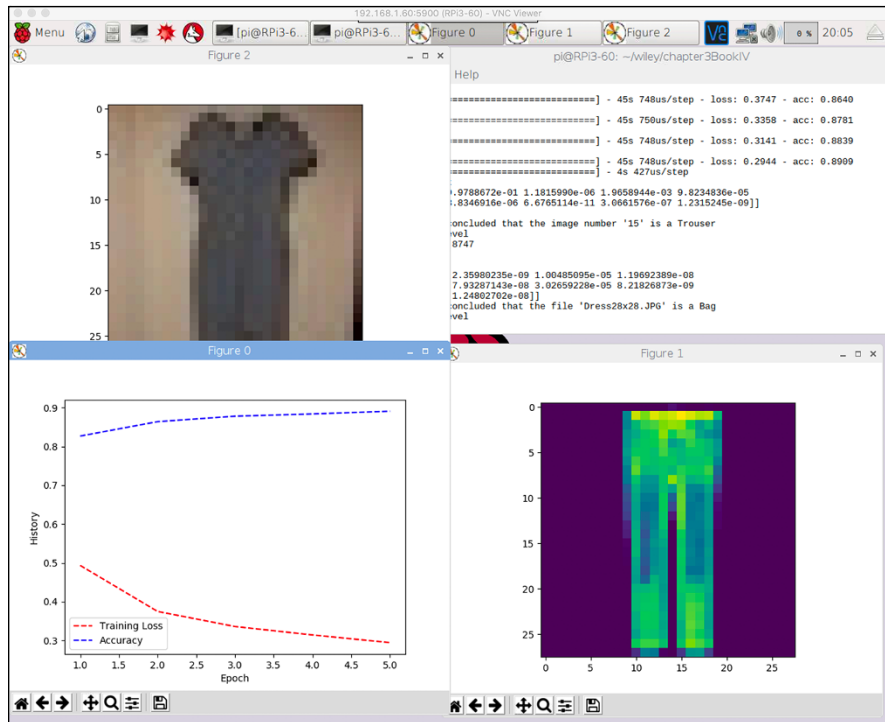 192.168.1.60:5900 (RPi3-60) - VNC Viewer
Menu [pi@RPi3-6... pi@RPi3-6... Figure 0 Figure 1 Figure 2 0 % 20:05
Figure 2
0
5
10
15
20
25
pi@RPi3-60: ~/wiley/chapter3BookIV
Help
===========================] - 45s 748us/step - loss: 0.3747 - acc: 0.8640
===========================] - 45s 750us/step - loss: 0.3358 - acc: 0.8781
===========================] - 45s 748us/step - loss: 0.3141 - acc: 0.8839
===========================] - 45s 748us/step - loss: 0.2944 - acc: 0.8909
===========================] - 4s 427us/step
.9788672e-01 1.1815990e-06 1.9658944e-03 9.8234836e-05
.8346916e-06 6.6765114e-11 3.0661576e-07 1.2315245e-09]]
concluded that the image number '15' is a Trouser
evel
8747
2.35980235e-09 1.00485095e-05 1.19692389e-08
7.93287143e-08 3.02659228e-05 8.21826873e-09
1.24802702e-08]]
concluded that the file 'Dress28x28.JPG' is a Bag
evel
Figure 0
0.9
0.8
0.7
0.6
0.5
0.4
0.3
History
Training Loss
Accuracy
1.0 1.5 2.0 2.5 3.0 3.5 4.0 4.5 5.0
Epoch
Figure 1
0
5
10
15
20
25
0 5 10 15 20 25